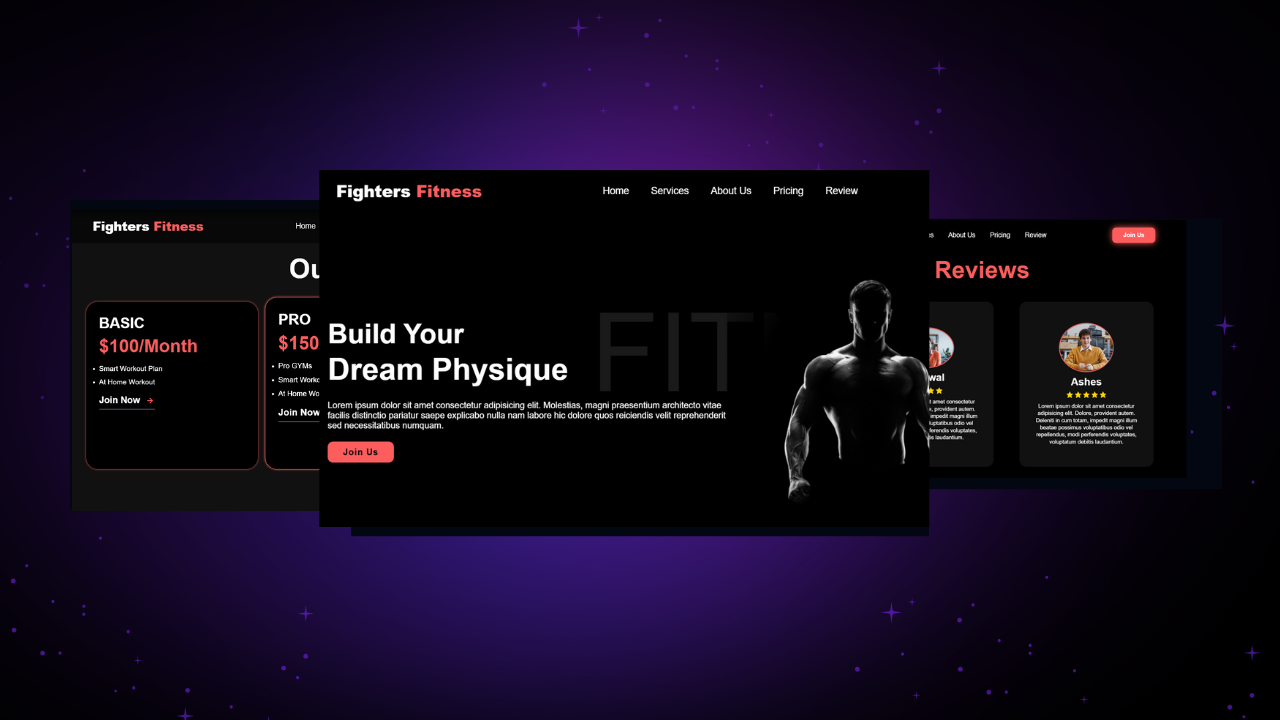 Fighters Fitness
Home
Ou
BASIC
$100/Month
Smart Workout Plan
At Home Workout
Join Now
PRO
$150
Pro GYMs
Smart Worko
At Home Wo
Join Now
Fighters Fitness
Home Services About Us Pricing Review
FIT
Build Your
Dream Physique
Lorem ipsum dolor sit amet consectetur adipisicing elit. Molestias, magni praesentium architecto vitae
facilis distinctio pariatur saepe explicabo nulla nam labore hic dolore quos reiciendis velit reprehenderit
sed necessitatibus numquam.
Join Us
es About Us Pricing Review Join Us
Reviews
wal
t amet consectetur
e, provident autem.
impedit magni illum
uptatibus odio vel
erferendis voluptates,
is laudantium.
Ashes
Lorem ipsum dolor sit amet consectetur
adipisicing elit. Dolore, provident autem.
Deleniti in cum totam, impedit magni illum
beatae possimus voluptatibus odio vel
repellendus, modi perferendis voluptates,
voluptatum debitis laudantium.